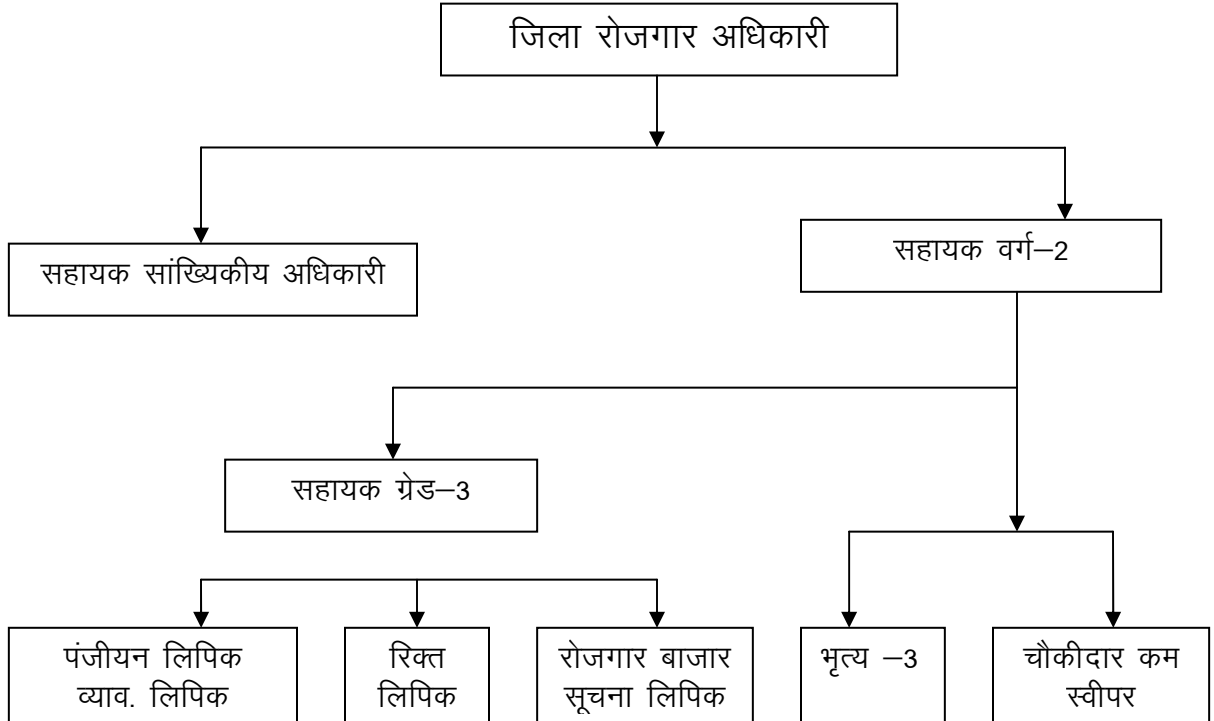 जिला रोजगार अधिकारी
सहायक सांख्यिकीय अधिकारी
सहायक वर्ग–2
सहायक ग्रेड–3
पंजीयन लिपिक
व्याव. लिपिक
रिक्त
लिपिक
रोजगार बाजार
सूचना लिपिक
भृत्य –3
चौकीदार कम
स्वीपर